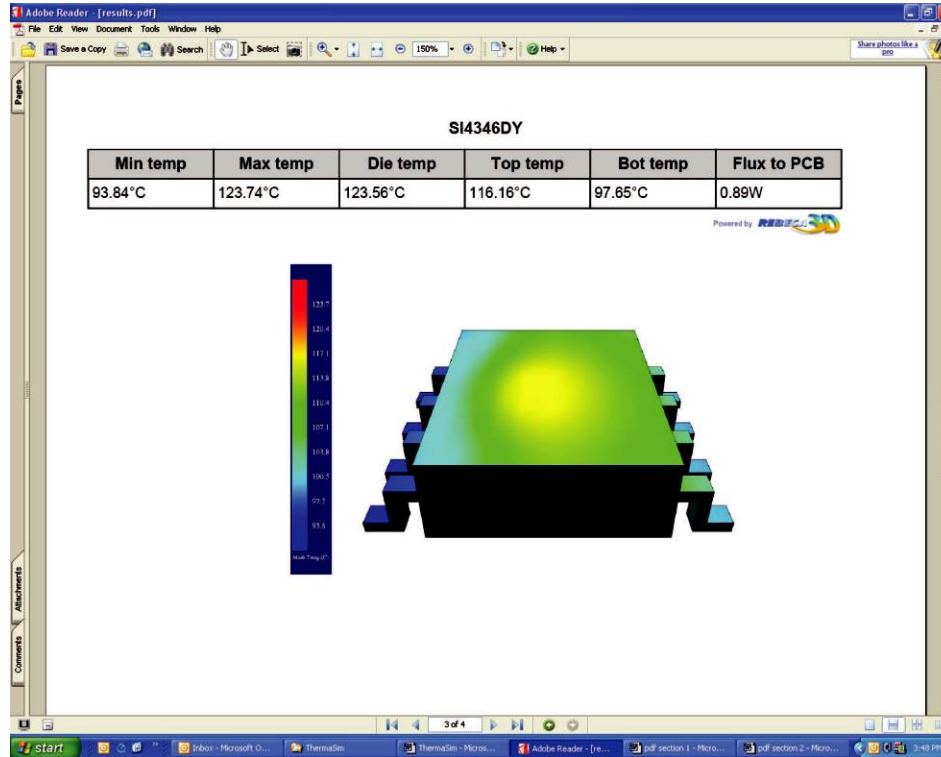 Adobe Reader - [results.pdf]
File Edit View Document Tools Window Help
Save a Copy Search Select 150% Help
Share photos like a pro
Pages
SI4346DY
Min temp Max temp Die temp Top temp Bot temp Flux to PCB
93.84°C 123.74°C 123.56°C 116.16°C 97.65°C 0.89W
Powered by REBECA 3D
123.7
120.4
117.1
113.8
110.4
107.1
103.8
100.5
97.2
93.8
Attachments
Comments
3 of 4
start Inbox - Microsoft O... ThermaSim ThermaSim - Micros... Adobe Reader - [re... pdf section 1 - Micro... pdf section 2 - Micro... 3:48 PM